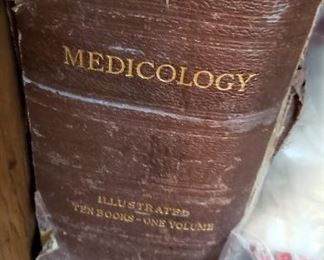 MEDICOLOGY
ILLUSTRATED
TEN BOOKS - ONE VOLUME